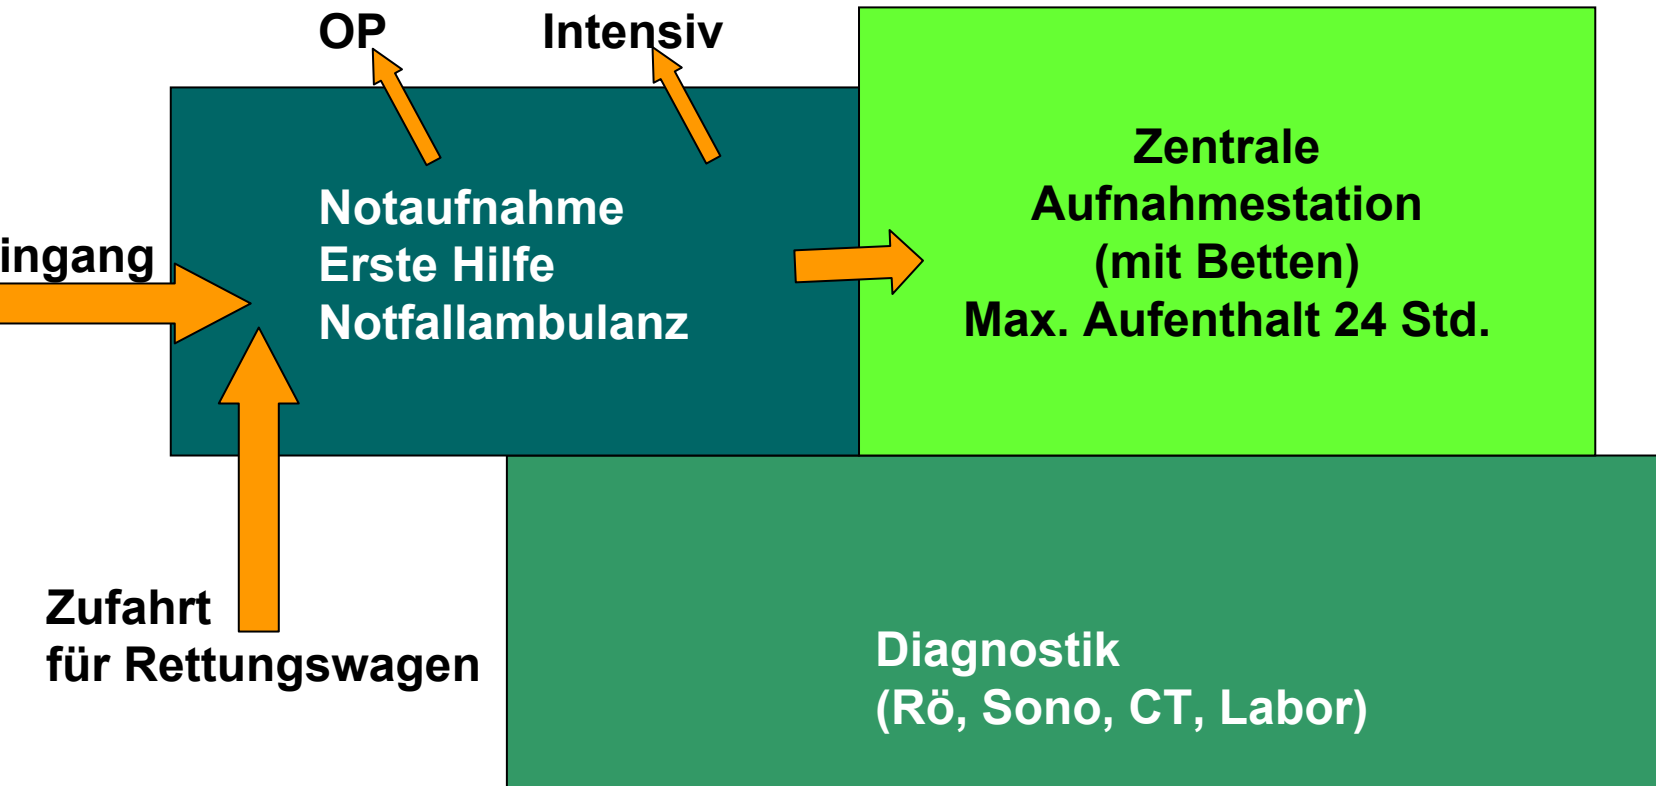 OP
Intensiv
Zentrale
Aufnahmestation
(mit Betten)
Max. Aufenthalt 24 Std.
Notaufnahme
Erste Hilfe
Notfallambulanz
ingang
Zufahrt
für Rettungswagen
Diagnostik
(Rö, Sono, CT, Labor)